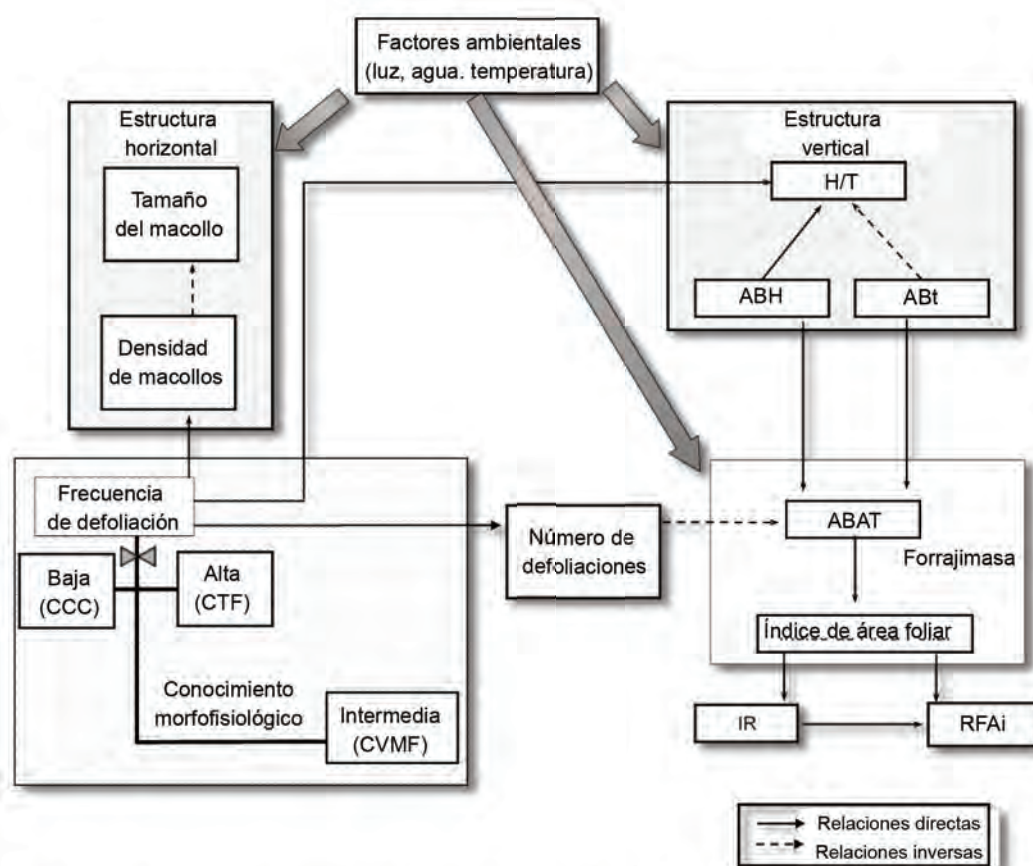 Factores ambientales
(luz, agua. temperatura)
Estructura
horizontal
Tamaño
del macollo
Densidad
de macollos
Estructura
vertical
H/T
ABH
ABt
Frecuencia
de defoliación
Baja
(CCC)
Alta
(CTF)
Conocimiento
morfofisiológico
Intermedia
(CVMF)
Número de
defoliaciones
ABAT
Forrajimasa
Índice de área foliar
IR
RFAi
Relaciones directas
Relaciones inversas